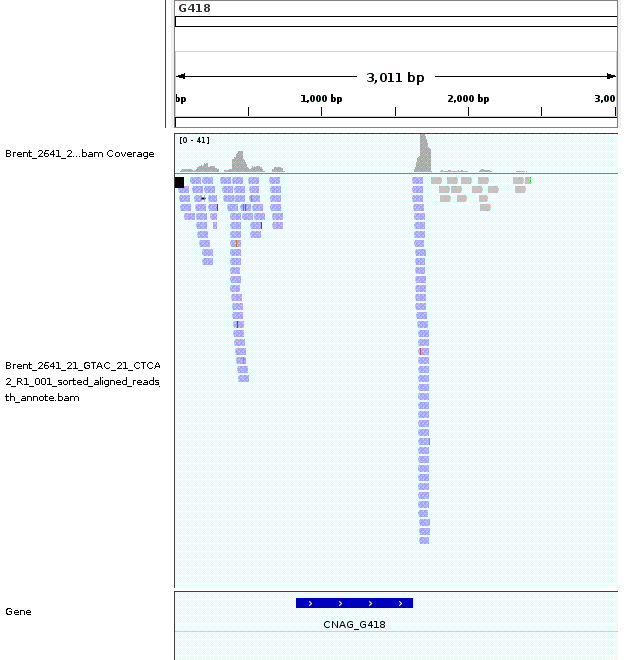 G418
3,011 bp
bp 1,000 bp 2,000 bp 3,00
[0 - 41]
Brent_2641_2...bam Coverage
Brent_2641_21_GTAC_21_CTCA
2_R1_001_sorted_aligned_reads_
th_annote.bam
Gene
CNAG_G418